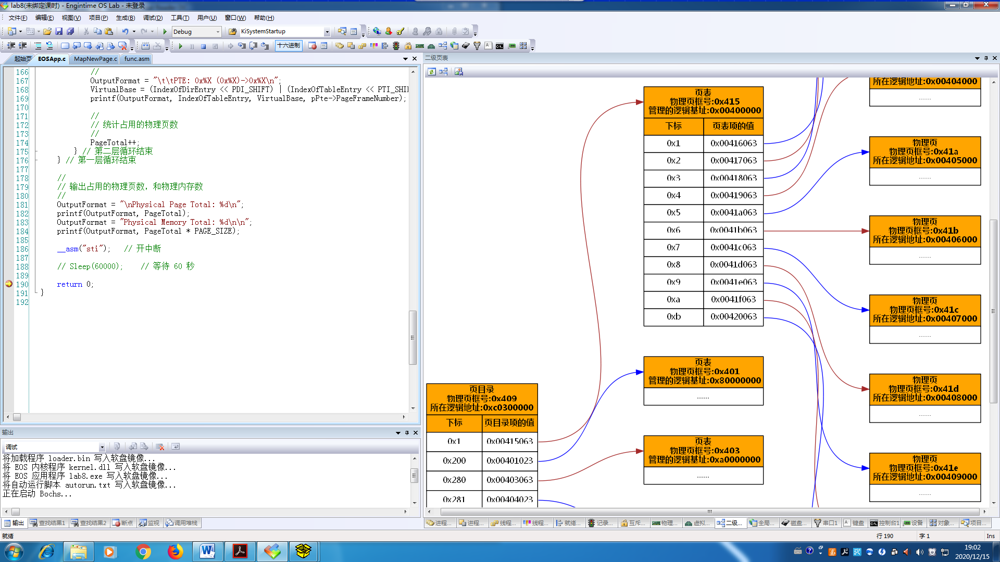 lab8(未绑定课时) - Engintime OS Lab - 未登录
文件(F) 编辑(E) 视图(V) 项目(P) 生成(B) 调试(D) 工具(T) 用户(U) 窗口(W) 帮助(H)
Debug KiSystemStartup
十六进制
起始页 EOSApp.c MapNewPage.c func.asm
166 //
167 OutputFormat = "\t\tPTE: 0x%X (0x%X)->0x%X\n";
168 VirtualBase = (IndexOfDirEntry << PDI_SHIFT) | (IndexOfTableEntry << PTI_SHI
169 printf(OutputFormat, IndexOfTableEntry, VirtualBase, pPte->PageFrameNumber);
170
171 //
172 // 统计占用的物理页数
173 //
174 PageTotal++;
175 } // 第二层循环结束
176 } // 第一层循环结束
177
178 //
179 // 输出占用的物理页数，和物理内存数
180 //
181 OutputFormat = "\nPhysical Page Total: %d\n";
182 printf(OutputFormat, PageTotal);
183 OutputFormat = "Physical Memory Total: %d\n\n";
184 printf(OutputFormat, PageTotal * PAGE_SIZE);
185
186 __asm("sti"); // 开中断
187
188 // Sleep(60000); // 等待 60 秒
189
190 return 0;
191 }
192
输出
调试
将加载程序 loader.bin 写入软盘镜像...
将 EOS 内核程序 kernel.dll 写入软盘镜像...
将 EOS 应用程序 lab8.exe 写入软盘镜像...
将自动运行脚本 autorun.txt 写入软盘镜像...
正在启动 Bochs...
输出 查找结果1 查找结果2 断点 监视 调用堆栈
二级页表
页目录
物理页框号:0x409
所在逻辑地址:0xc0300000
下标 页目录项的值
0x1 0x00415063
0x200 0x00401023
0x280 0x00403063
0x281 0x00404023
页表
物理页框号:0x415
管理的逻辑基址:0x00400000
下标 页表项的值
0x1 0x00416063
0x2 0x00417063
0x3 0x00418063
0x4 0x00419063
0x5 0x0041a063
0x6 0x0041b063
0x7 0x0041c063
0x8 0x0041d063
0x9 0x0041e063
0xa 0x0041f063
0xb 0x00420063
页表
物理页框号:0x401
管理的逻辑基址:0x80000000
......
页表
物理页框号:0x403
管理的逻辑基址:0xa0000000
......
所在逻辑地址:0x00404000
......
物理页
物理页框号:0x41a
所在逻辑地址:0x00405000
......
物理页
物理页框号:0x41b
所在逻辑地址:0x00406000
......
物理页
物理页框号:0x41c
所在逻辑地址:0x00407000
......
物理页
物理页框号:0x41d
所在逻辑地址:0x00408000
......
物理页
物理页框号:0x41e
所在逻辑地址:0x00409000
......
进程... 进程... 线程... 线程... 就绪... 记录... 互斥... 物理... 虚拟... 二级... 全局... 磁盘... 串口1 键盘 控制台1 设备 对象... 项目...
就绪
行 190 字 1 Ins
19:02
2020/12/15